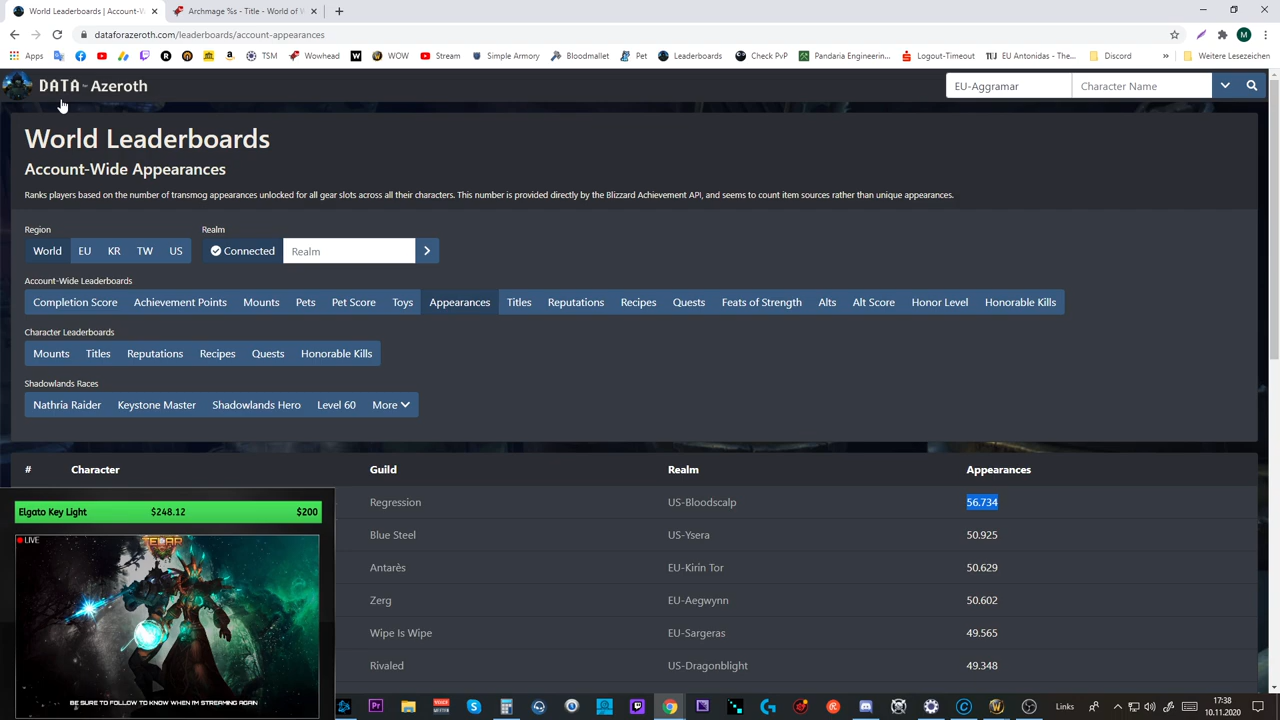 World Leaderboards | Account-W
Archmage %s - Title - World of W
dataforazeroth.com/leaderboards/account-appearances
M
Apps
TSM
Wowhead
WOW
Stream
Simple Armory
Bloodmallet
Pet
Leaderboards
Check PvP
Pandaria Engineerin...
Logout-Timeout
EU Antonidas - The...
Discord
»
Weitere Lesezeichen
DATA for Azeroth
EU-Aggramar
Character Name
World Leaderboards
Account-Wide Appearances
Ranks players based on the number of transmog appearances unlocked for all gear slots across all their characters. This number is provided directly by the Blizzard Achievement API, and seems to count item sources rather than unique appearances.
Region
Realm
World EU KR TW US
Connected
Realm
Account-Wide Leaderboards
Completion Score Achievement Points Mounts Pets Pet Score Toys Appearances Titles Reputations Recipes Quests Feats of Strength Alts Alt Score Honor Level Honorable Kills
Character Leaderboards
Mounts Titles Reputations Recipes Quests Honorable Kills
Shadowlands Races
Nathria Raider Keystone Master Shadowlands Hero Level 60 More
# Character Guild Realm Appearances
Regression US-Bloodscalp 56.734
Blue Steel US-Ysera 50.925
Antarès EU-Kirin Tor 50.629
Zerg EU-Aegwynn 50.602
Wipe Is Wipe EU-Sargeras 49.565
Rivaled US-Dragonblight 49.348
Elgato Key Light $248.12 $200
LIVE
BE SURE TO FOLLOW TO KNOW WHEN I'M STREAMING AGAIN
Links
17:38
10.11.2020